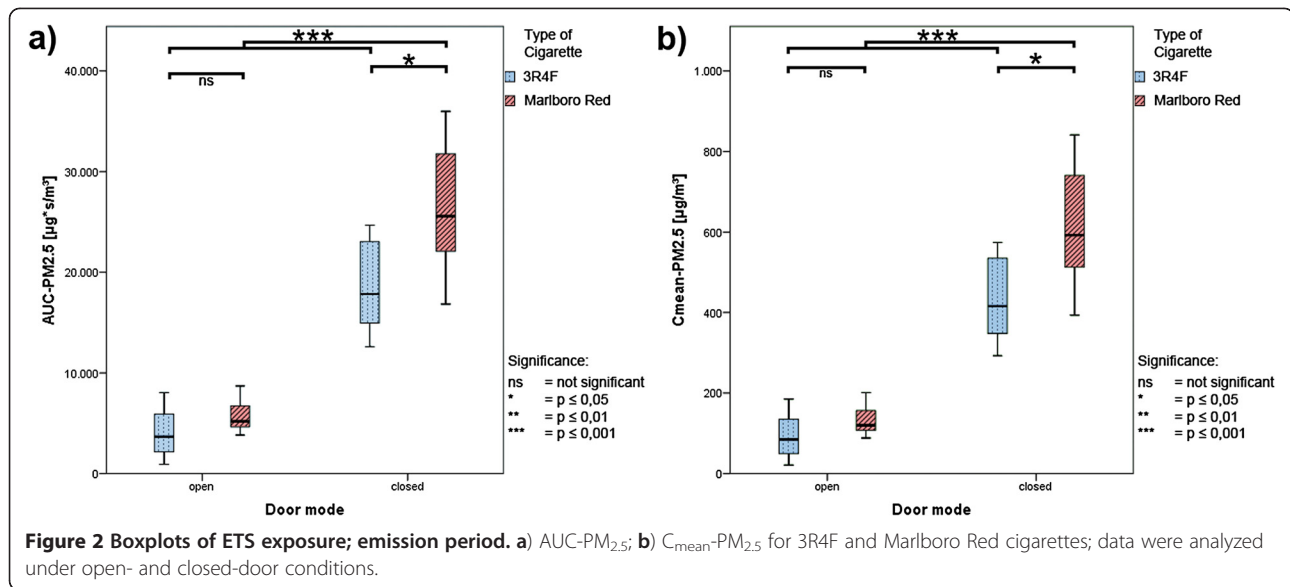 a)
***
*
ns
Type of
Cigarette
3R4F
Marlboro Red
40.000
30.000
20.000
10.000
0
AUC-PM2.5 [µg*s/m³]
open
closed
Door mode
Significance:
ns = not significant
* = p ≤ 0,05
** = p ≤ 0,01
*** = p ≤ 0,001
b)
***
*
ns
Type of
Cigarette
3R4F
Marlboro Red
1.000
800
600
400
200
0
Cmean-PM2.5 [µg/m³]
open
closed
Door mode
Significance:
ns = not significant
* = p ≤ 0,05
** = p ≤ 0,01
*** = p ≤ 0,001
Figure 2 Boxplots of ETS exposure; emission period. a) AUC-PM2.5; b) Cmean-PM2.5 for 3R4F and Marlboro Red cigarettes; data were analyzed
under open- and closed-door conditions.